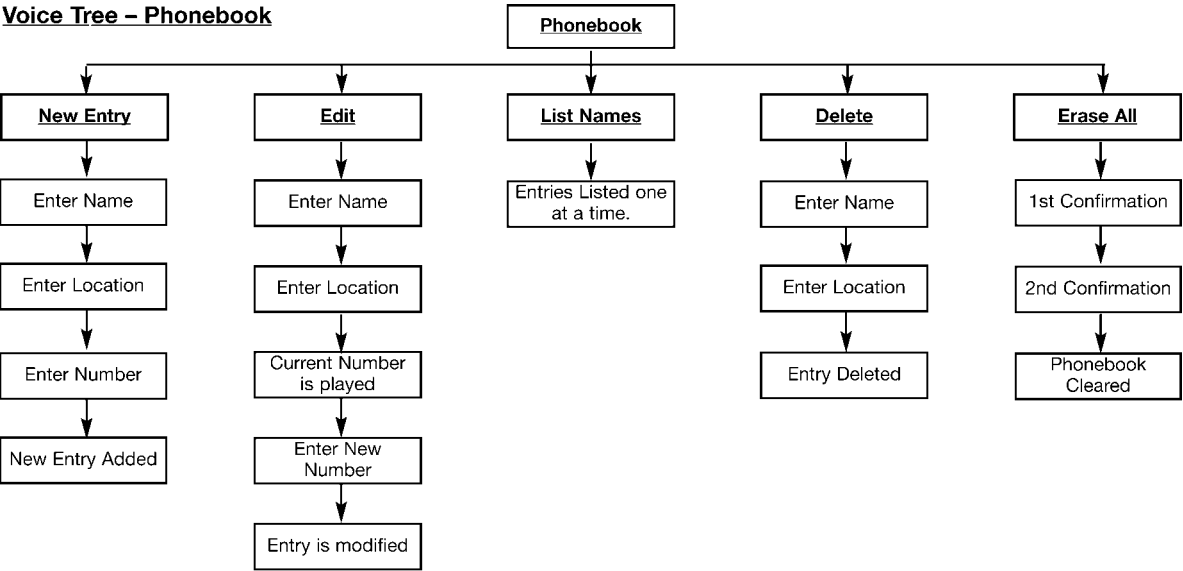 Voice Tree – Phonebook
Phonebook
New Entry
Edit
List Names
Delete
Erase All
Enter Name
Enter Name
Entries Listed one
at a time.
Enter Name
1st Confirmation
Enter Location
Enter Location
Enter Location
2nd Confirmation
Enter Number
Current Number
is played
Entry Deleted
Phonebook
Cleared
New Entry Added
Enter New
Number
Entry is modified